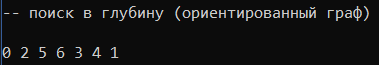 -- поиск в глубину (ориентированный граф)
0 2 5 6 3 4 1